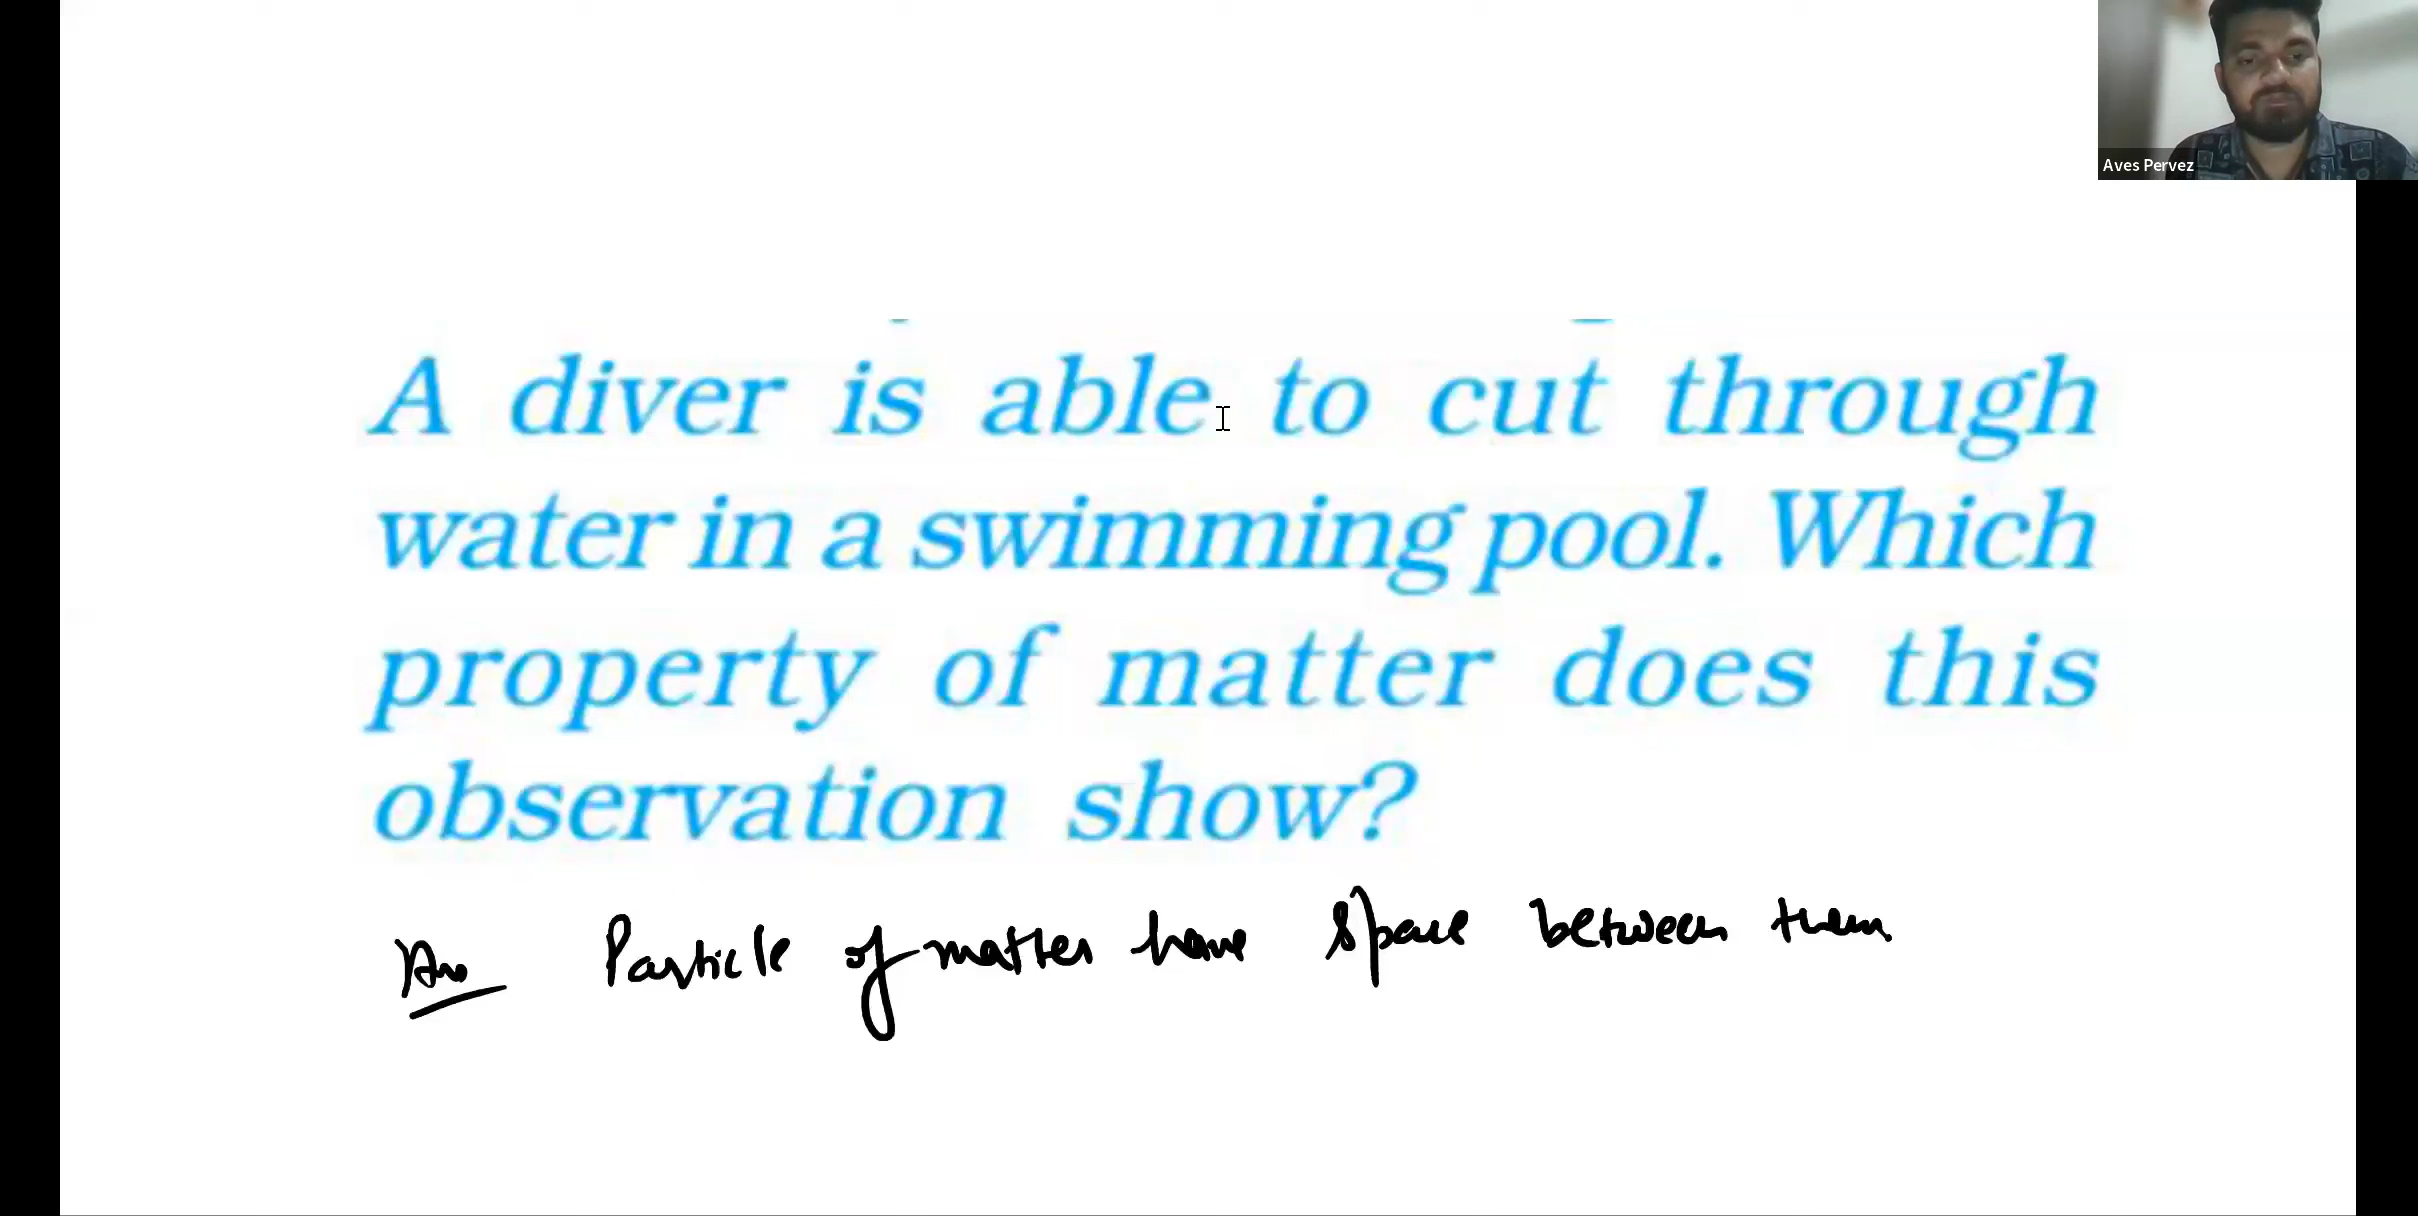 Aves Pervez
A diver is able to cut through
water in a swimming pool. Which
property of matter does this
observation show?
Ans Particle of matter have space between them